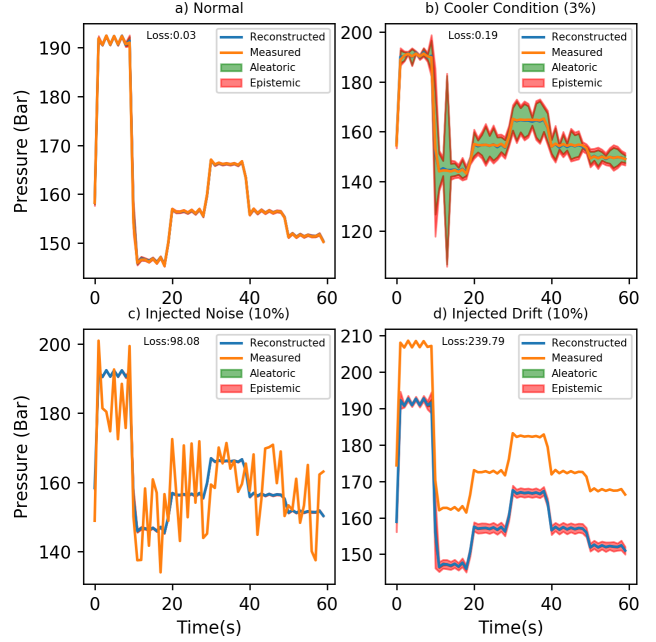 a) Normal
Loss:0.03
Reconstructed
Measured
Aleatoric
Epistemic
Pressure (Bar)
190
180
170
160
150
0
20
40
60
b) Cooler Condition (3%)
Loss:0.19
Reconstructed
Measured
Aleatoric
Epistemic
200
180
160
140
120
0
20
40
60
c) Injected Noise (10%)
Loss:98.08
Reconstructed
Measured
Aleatoric
Epistemic
Pressure (Bar)
200
180
160
140
0
20
40
60
Time(s)
d) Injected Drift (10%)
Loss:239.79
Reconstructed
Measured
Aleatoric
Epistemic
210
200
190
180
170
160
150
0
20
40
60
Time(s)